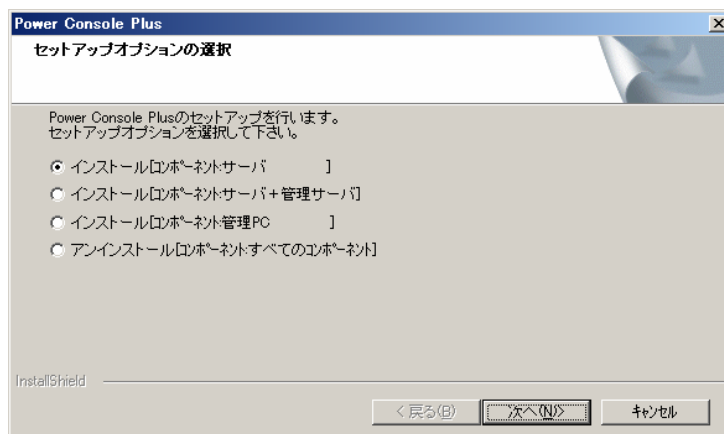 Power Console Plus
セットアップオプションの選択
Power Console Plusのセットアップを行います。
セットアップオプションを選択して下さい。
インストール[ｺﾝﾎﾟｰﾈﾝﾄ:サーバ　　　　]
インストール[ｺﾝﾎﾟｰﾈﾝﾄ:サーバ＋管理サーバ]
インストール[ｺﾝﾎﾟｰﾈﾝﾄ:管理PC　　　　]
アンインストール[ｺﾝﾎﾟｰﾈﾝﾄ:すべてのｺﾝﾎﾟｰﾈﾝﾄ]
InstallShield
< 戻る(B) 次へ(N)> ｷｬﾝｾﾙ